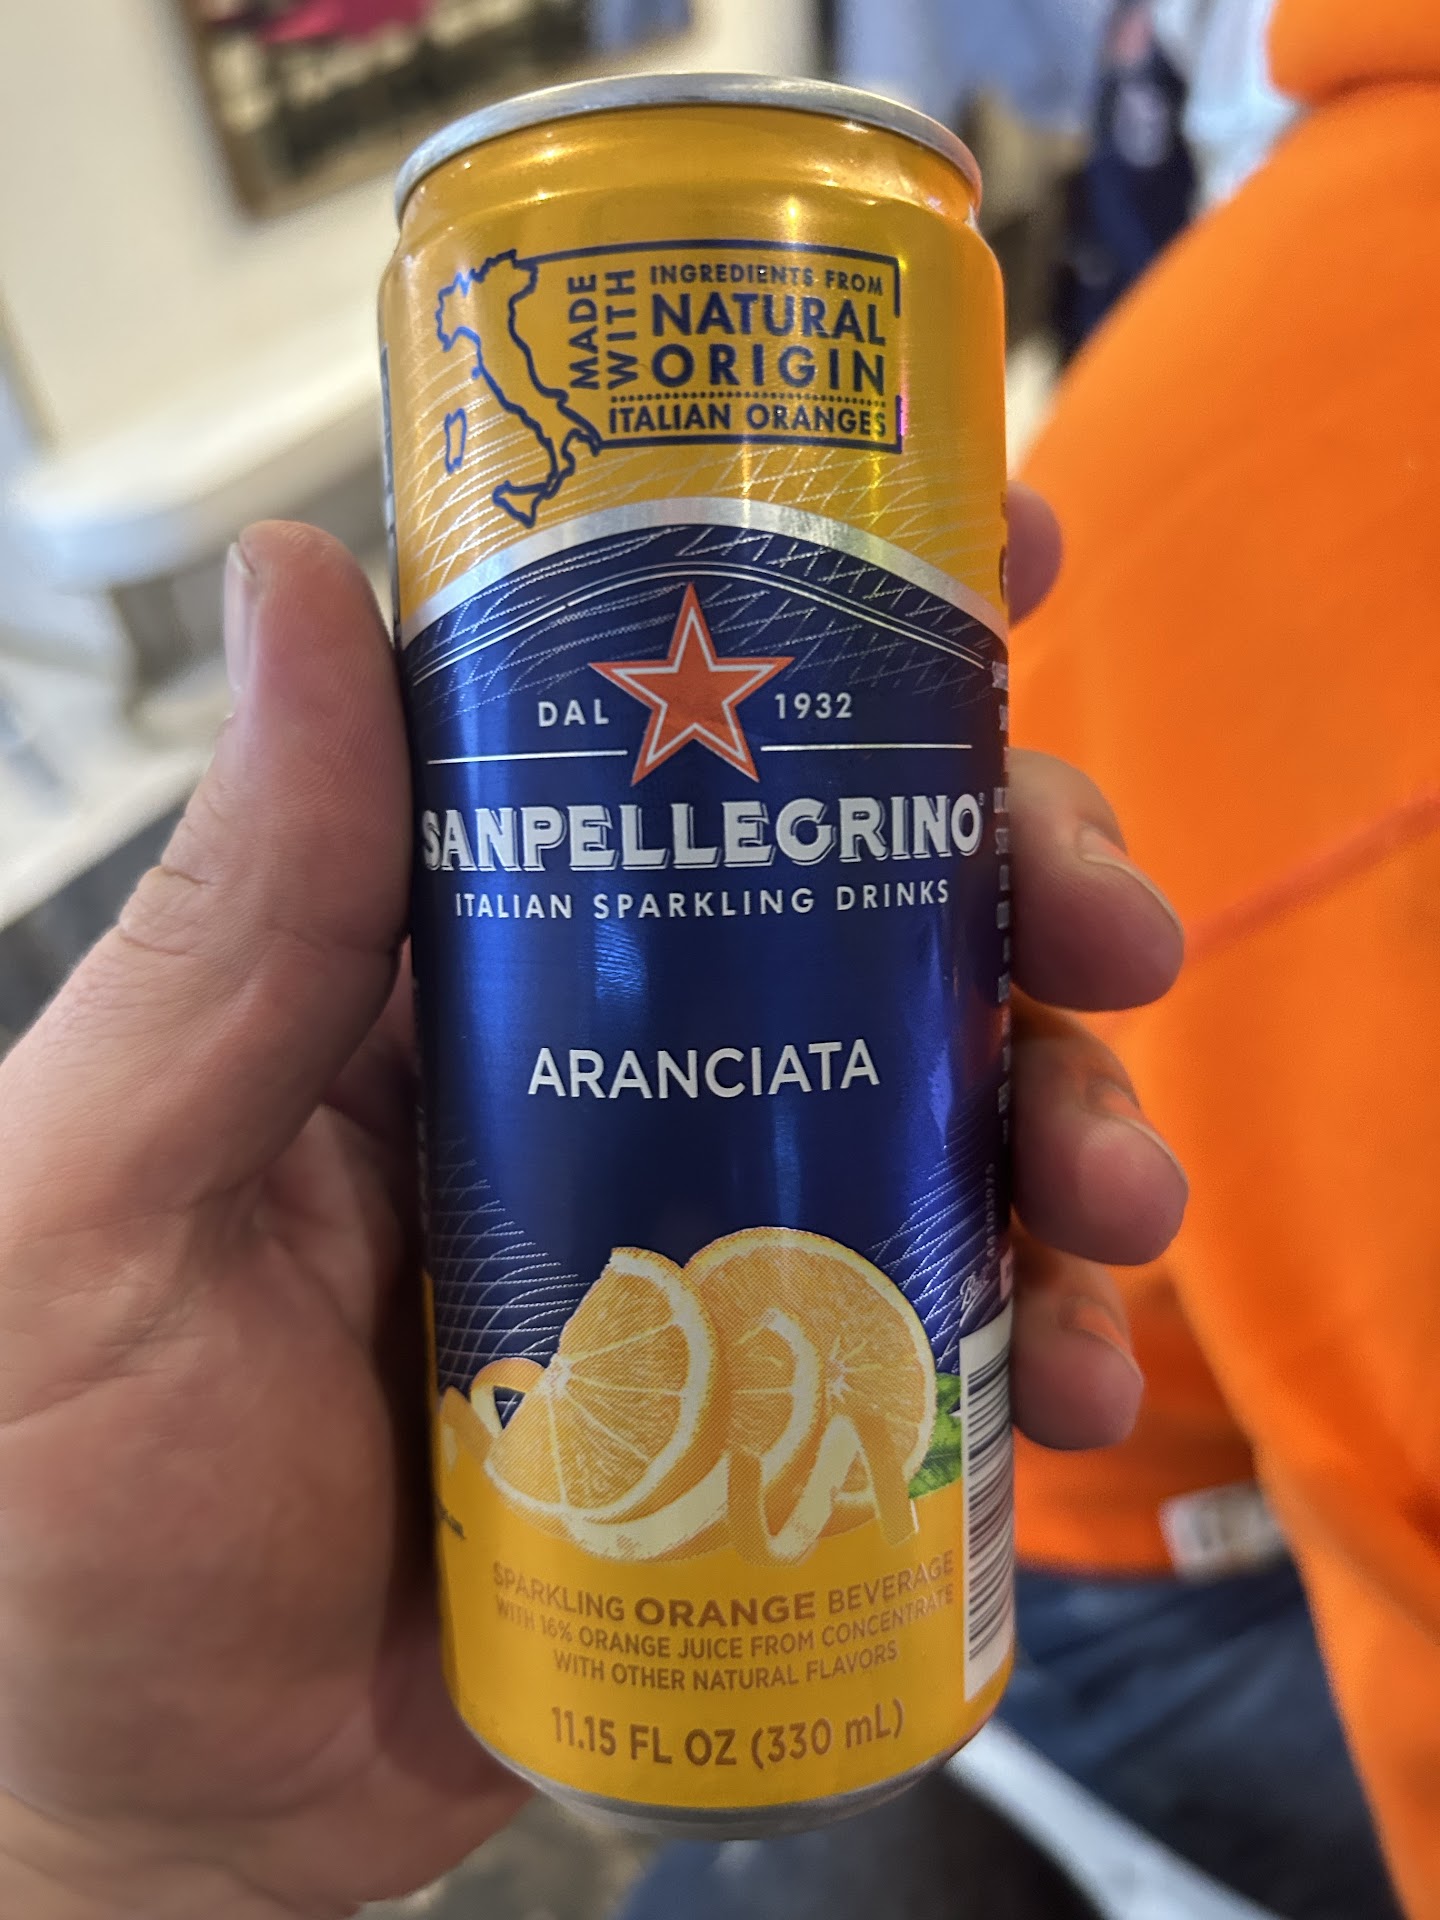 MADE WITH
INGREDIENTS FROM
NATURAL
ORIGIN
ITALIAN ORANGES
DAL 1932
SANPELLEGRINO®
ITALIAN SPARKLING DRINKS
ARANCIATA
SPARKLING ORANGE BEVERAGE
WITH 16% ORANGE JUICE FROM CONCENTRATE
WITH OTHER NATURAL FLAVORS
11.15 FL OZ (330 mL)